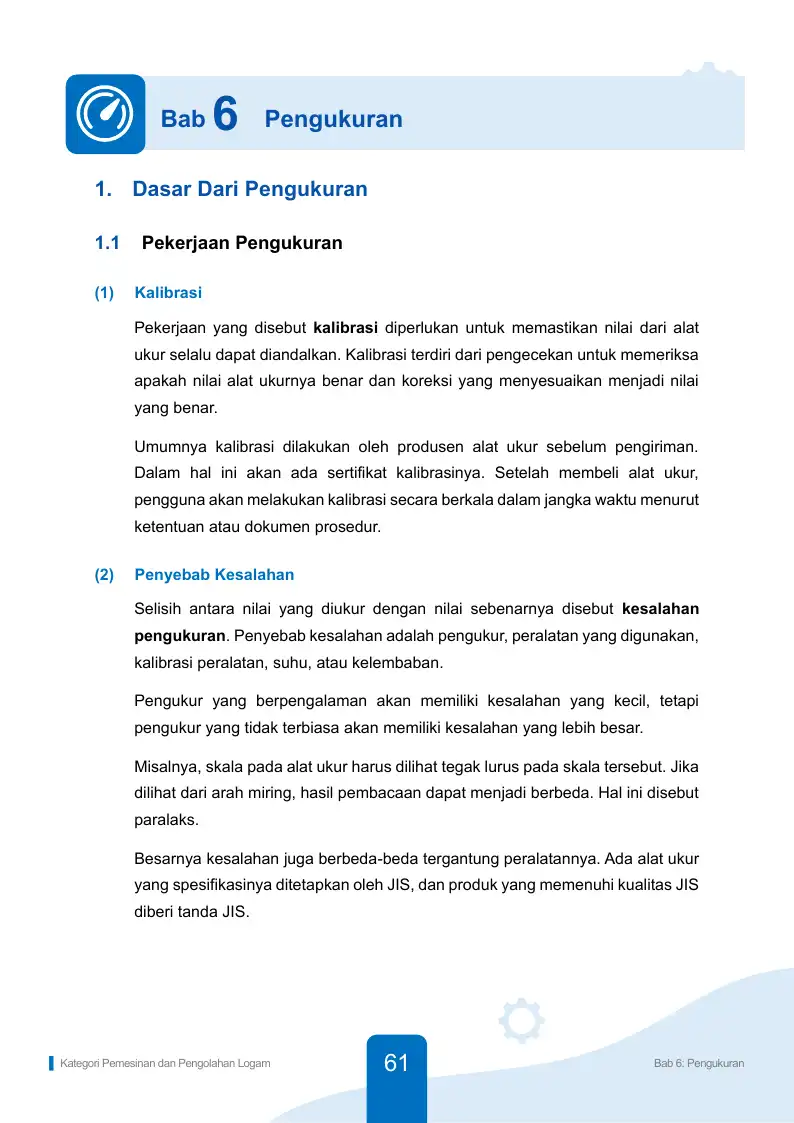 Bab 6 Pengukuran
1. Dasar Dari Pengukuran
1.1 Pekerjaan Pengukuran
(1) Kalibrasi
Pekerjaan yang disebut kalibrasi diperlukan untuk memastikan nilai dari alat
ukur selalu dapat diandalkan. Kalibrasi terdiri dari pengecekan untuk memeriksa
apakah nilai alat ukurnya benar dan koreksi yang menyesuaikan menjadi nilai
yang benar.
Umumnya kalibrasi dilakukan oleh produsen alat ukur sebelum pengiriman.
Dalam hal ini akan ada sertifikat kalibrasinya. Setelah membeli alat ukur,
pengguna akan melakukan kalibrasi secara berkala dalam jangka waktu menurut
ketentuan atau dokumen prosedur.
(2) Penyebab Kesalahan
Selisih antara nilai yang diukur dengan nilai sebenarnya disebut kesalahan
pengukuran. Penyebab kesalahan adalah pengukur, peralatan yang digunakan,
kalibrasi peralatan, suhu, atau kelembaban.
Pengukur yang berpengalaman akan memiliki kesalahan yang kecil, tetapi
pengukur yang tidak terbiasa akan memiliki kesalahan yang lebih besar.
Misalnya, skala pada alat ukur harus dilihat tegak lurus pada skala tersebut. Jika
dilihat dari arah miring, hasil pembacaan dapat menjadi berbeda. Hal ini disebut
paralaks.
Besarnya kesalahan juga berbeda-beda tergantung peralatannya. Ada alat ukur
yang spesifikasinya ditetapkan oleh JIS, dan produk yang memenuhi kualitas JIS
diberi tanda JIS.
Kategori Pemesinan dan Pengolahan Logam
61
Bab 6: Pengukuran